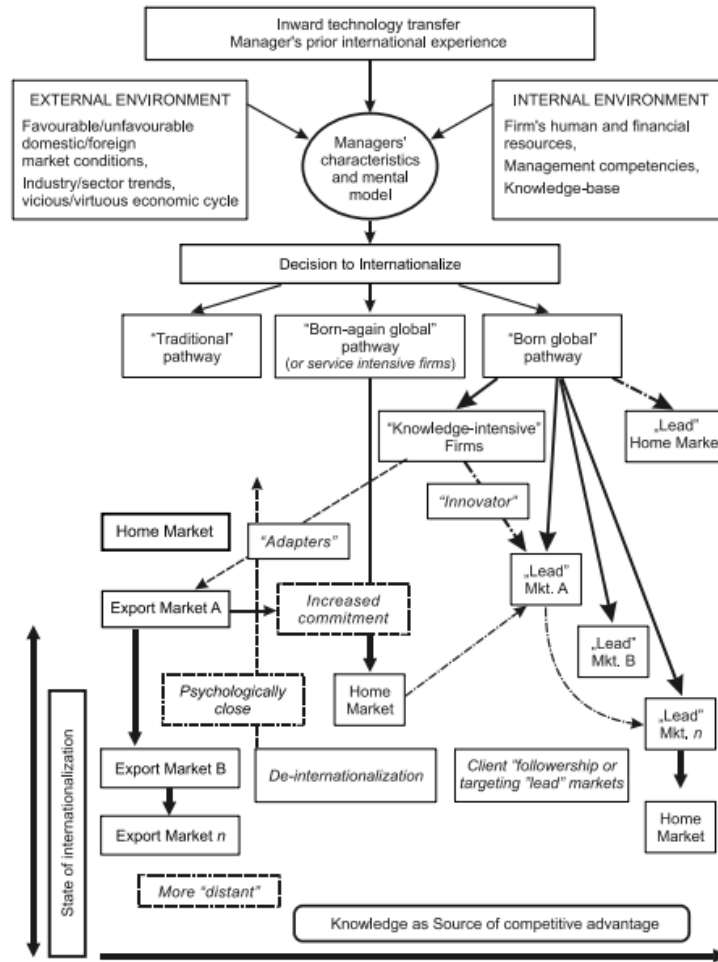 Inward technology transfer
Manager's prior international experience
EXTERNAL ENVIRONMENT
Favourable/unfavourable
domestic/foreign
market conditions,
Industry/sector trends,
vicious/virtuous economic cycle
Managers'
characteristics
and mental
model
INTERNAL ENVIRONMENT
Firm's human and financial
resources,
Management competencies,
Knowledge-base
Decision to Internationalize
"Traditional"
pathway
"Born-again global"
pathway
(or service intensive firms)
"Born global"
pathway
"Knowledge-intensive"
Firms
„Lead"
Home Market
"Innovator"
Home Market
"Adapters"
„Lead"
Mkt. A
Export Market A
Increased
commitment
„Lead"
Mkt. B
Psychologically
close
Home
Market
„Lead"
Mkt. n
Export Market B
De-internationalization
Client "followership or
targeting "lead" markets
Export Market n
Home
Market
State of internationalization
More "distant"
Knowledge as Source of competitive advantage